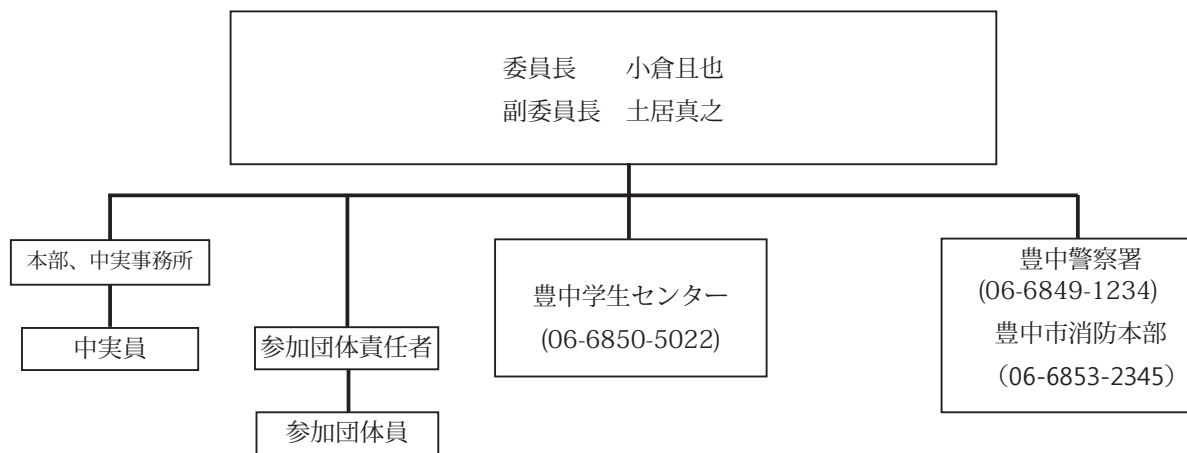 委員長　　小倉且也
副委員長　土居真之
本部、中実事務所
中実員
参加団体責任者
参加団体員
豊中学生センター
(06-6850-5022)
豊中警察署
(06-6849-1234)
豊中市消防本部
（06-6853-2345）